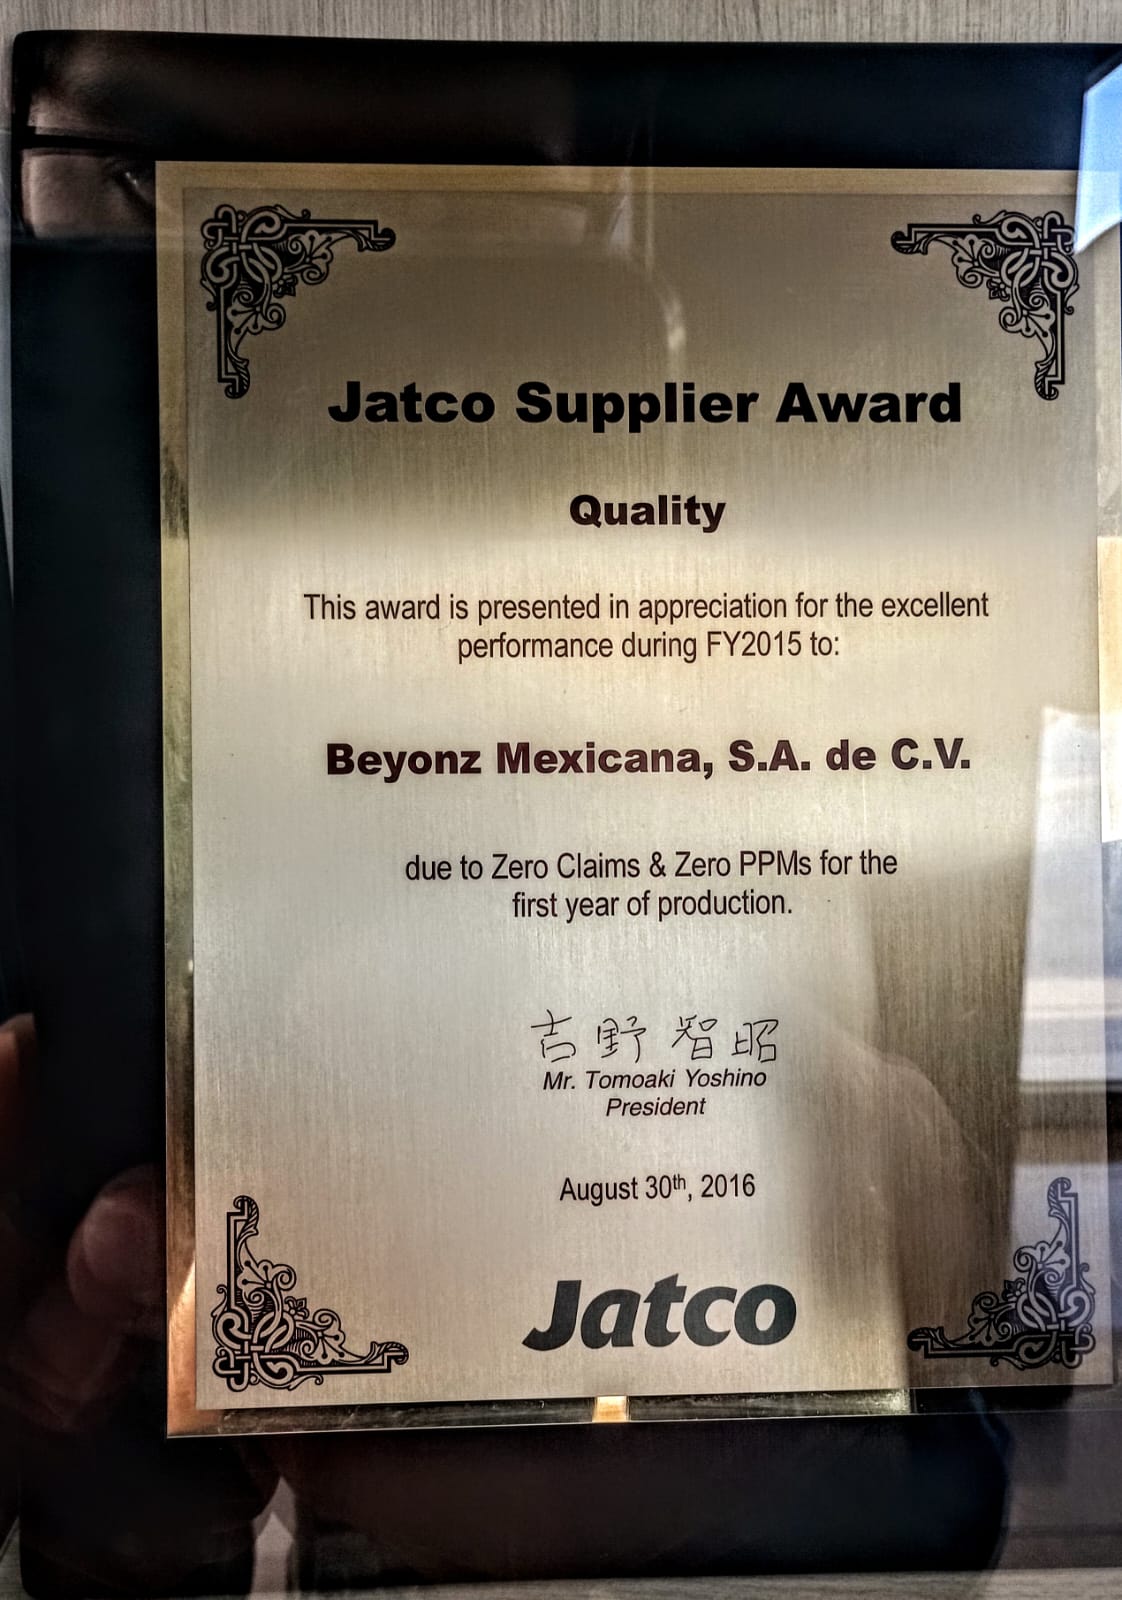 Jatco Supplier Award
Quality
This award is presented in appreciation for the excellent
performance during FY2015 to:
Beyonz Mexicana, S.A. de C.V.
due to Zero Claims & Zero PPMs for the
first year of production.
吉野 智昭
Mr. Tomoaki Yoshino
President
August 30th, 2016
Jatco